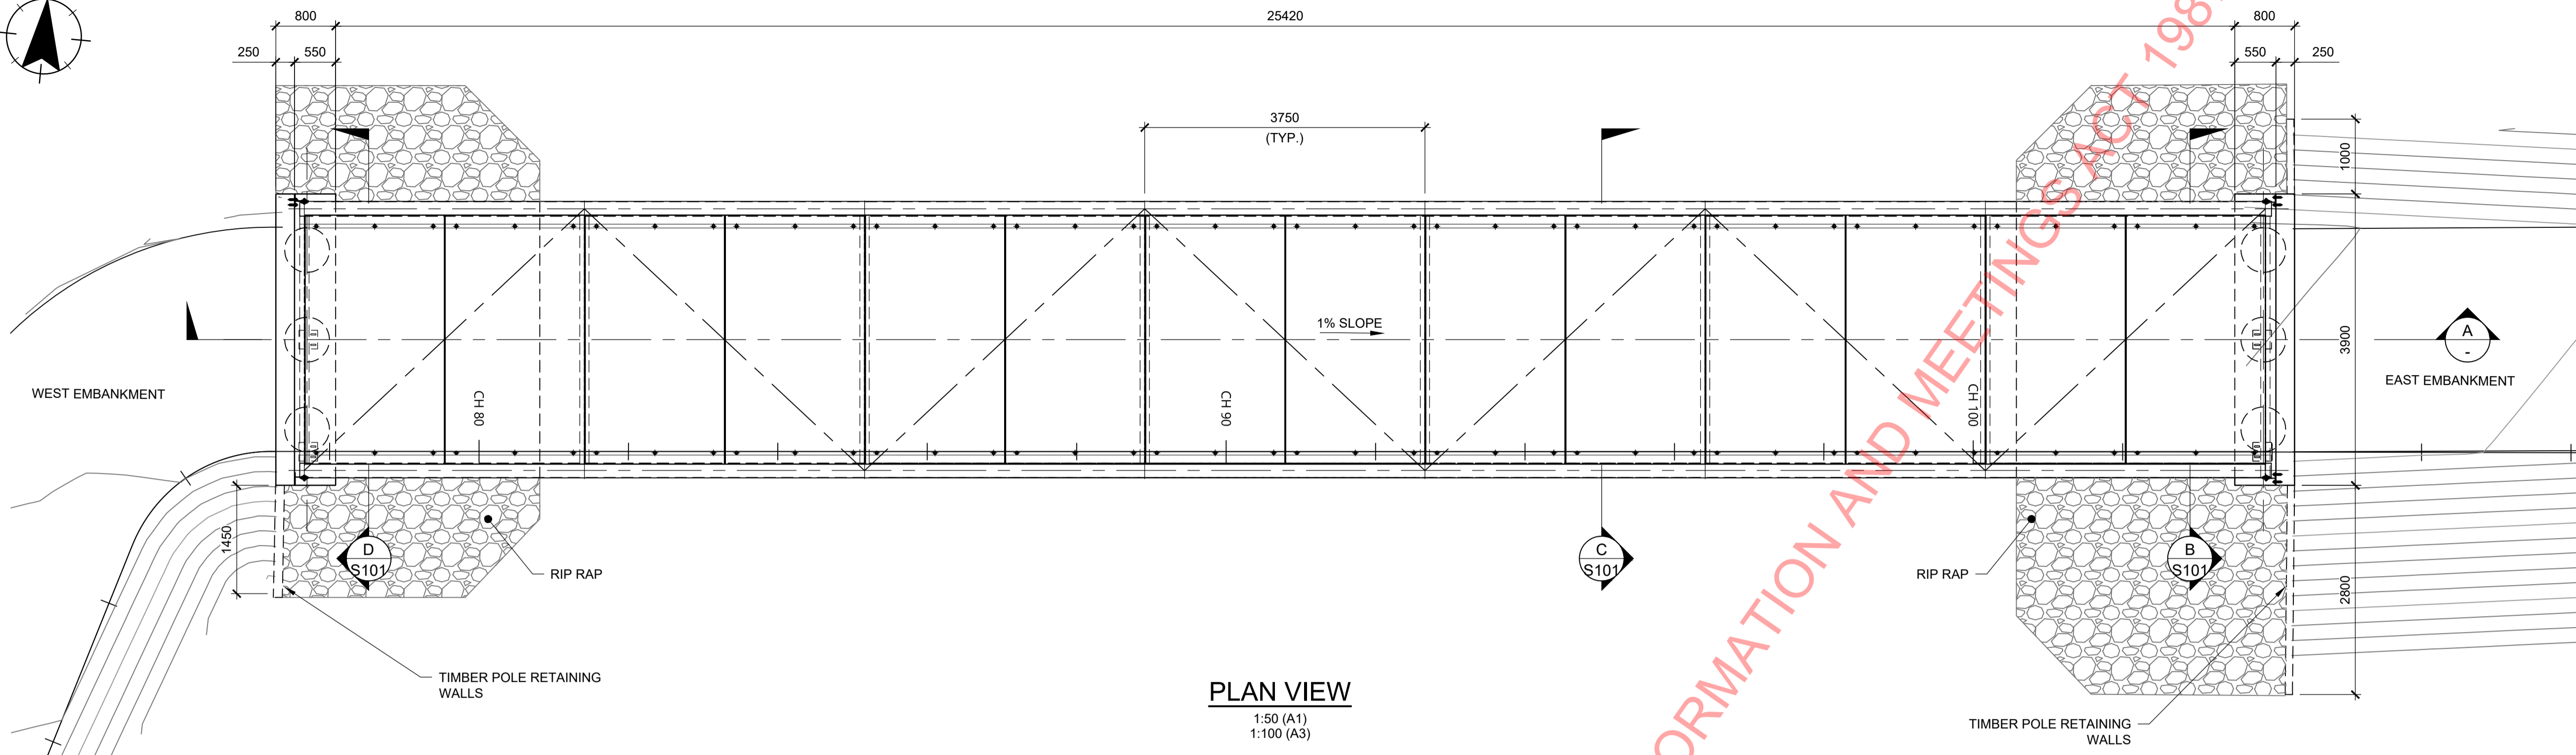 800
25420
800
250
550
550
250
3750
(TYP.)
1000
1% SLOPE
3900
A
-
WEST EMBANKMENT
EAST EMBANKMENT
CH 80
CH 90
CH 100
1450
D
S101
C
S101
B
S101
RIP RAP
RIP RAP
2800
TIMBER POLE RETAINING
WALLS
PLAN VIEW
1:50 (A1)
1:100 (A3)
TIMBER POLE RETAINING
WALLS
ORMATION AND MEETINGS ACT 198